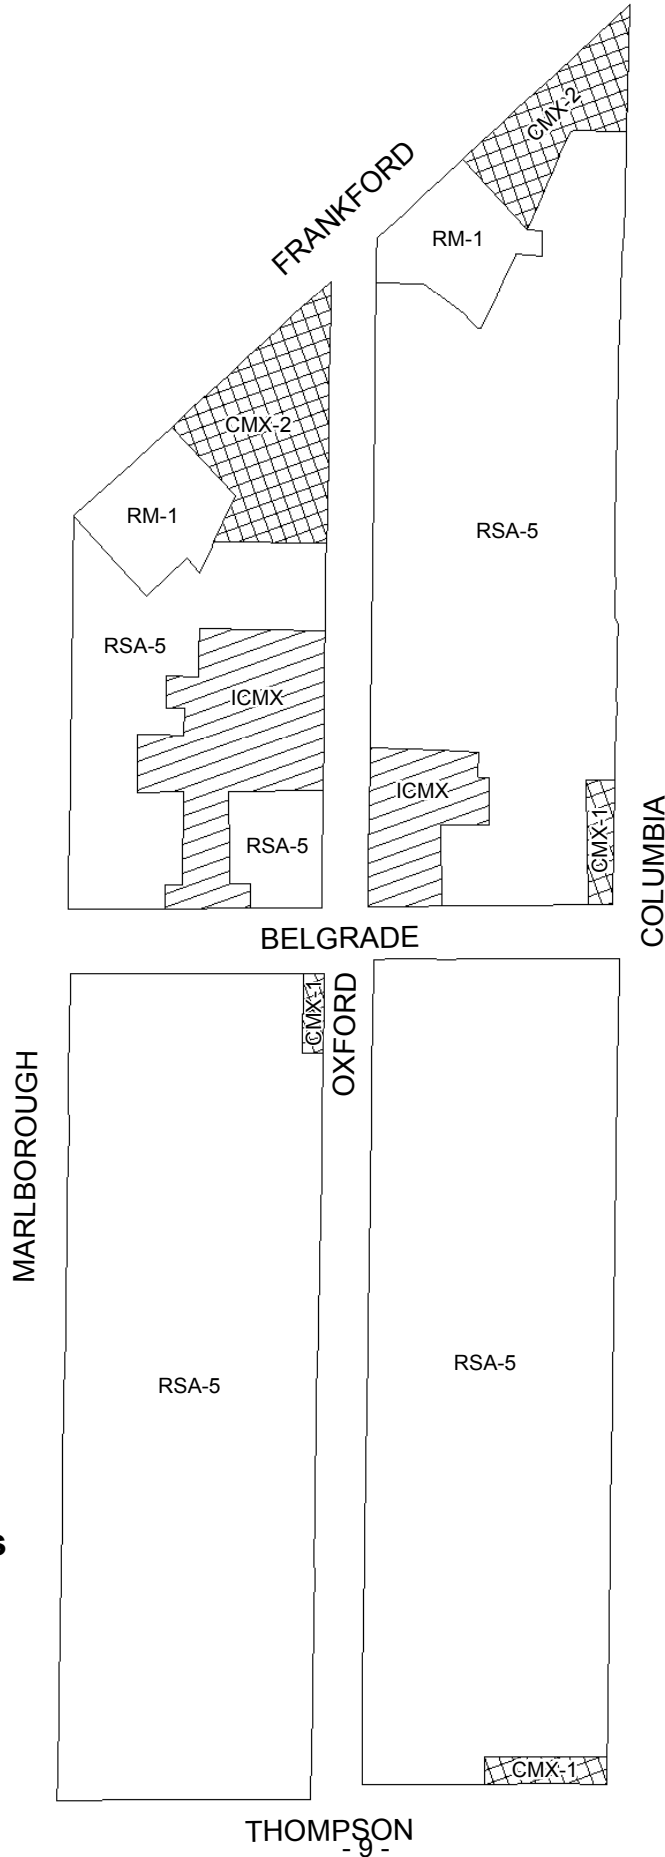 CMX-2
FRANKFORD
RM-1
CMX-2
RM-1
RSA-5
RSA-5
ICMX
ICMX
CMX-1
COLUMBIA
RSA-5
BELGRADE
CMX-1
OXFORD
MARLBOROUGH
RSA-5
RSA-5
s
CMX-1
THOMPSON
- 9 -